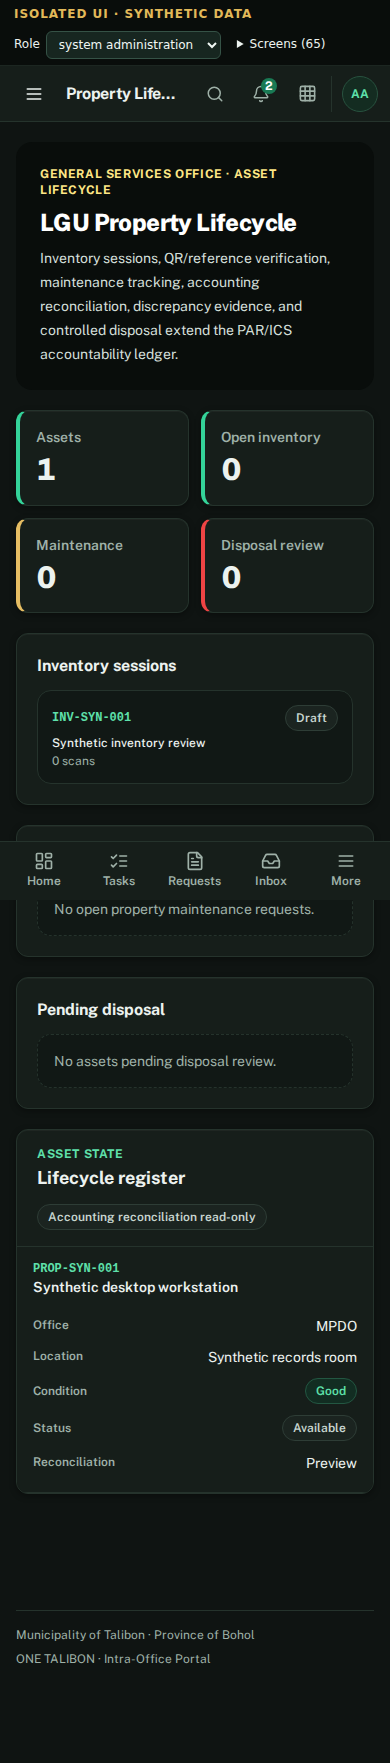 ISOLATED UI · SYNTHETIC DATA
Role system administration Screens (65)
Property Life... 2 AA
GENERAL SERVICES OFFICE · ASSET
LIFECYCLE
LGU Property Lifecycle
Inventory sessions, QR/reference verification,
maintenance tracking, accounting
reconciliation, discrepancy evidence, and
controlled disposal extend the PAR/ICS
accountability ledger.
Assets
1
Open inventory
0
Maintenance
0
Disposal review
0
Inventory sessions
INV-SYN-001 Draft
Synthetic inventory review
0 scans
Home Tasks Requests Inbox More
No open property maintenance requests.
Pending disposal
No assets pending disposal review.
ASSET STATE
Lifecycle register
Accounting reconciliation read-only
PROP-SYN-001
Synthetic desktop workstation
Office MPDO
Location Synthetic records room
Condition Good
Status Available
Reconciliation Preview
Municipality of Talibon · Province of Bohol
ONE TALIBON · Intra-Office Portal